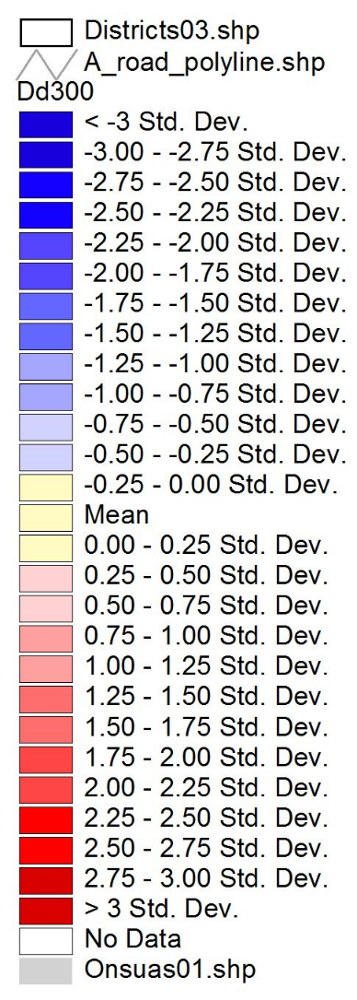 Districts03.shp
A_road_polyline.shp
Dd300
< -3 Std. Dev.
-3.00 - -2.75 Std. Dev.
-2.75 - -2.50 Std. Dev.
-2.50 - -2.25 Std. Dev.
-2.25 - -2.00 Std. Dev.
-2.00 - -1.75 Std. Dev.
-1.75 - -1.50 Std. Dev.
-1.50 - -1.25 Std. Dev.
-1.25 - -1.00 Std. Dev.
-1.00 - -0.75 Std. Dev.
-0.75 - -0.50 Std. Dev.
-0.50 - -0.25 Std. Dev.
-0.25 - 0.00 Std. Dev.
Mean
0.00 - 0.25 Std. Dev.
0.25 - 0.50 Std. Dev.
0.50 - 0.75 Std. Dev.
0.75 - 1.00 Std. Dev.
1.00 - 1.25 Std. Dev.
1.25 - 1.50 Std. Dev.
1.50 - 1.75 Std. Dev.
1.75 - 2.00 Std. Dev.
2.00 - 2.25 Std. Dev.
2.25 - 2.50 Std. Dev.
2.50 - 2.75 Std. Dev.
2.75 - 3.00 Std. Dev.
> 3 Std. Dev.
No Data
Onsuas01.shp